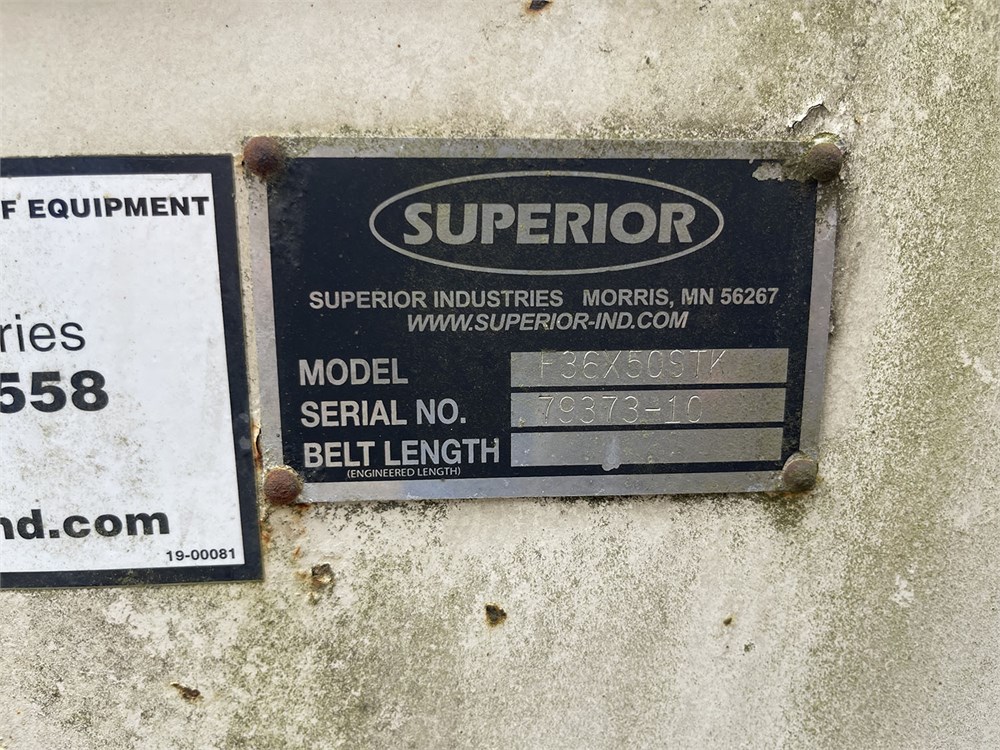 F EQUIPMENT
ries
558
nd.com
19-00081
SUPERIOR
SUPERIOR INDUSTRIES MORRIS, MN 56267
WWW.SUPERIOR-IND.COM
MODEL F36X50STK
SERIAL NO. 79373-10
BELT LENGTH
(ENGINEERED LENGTH)